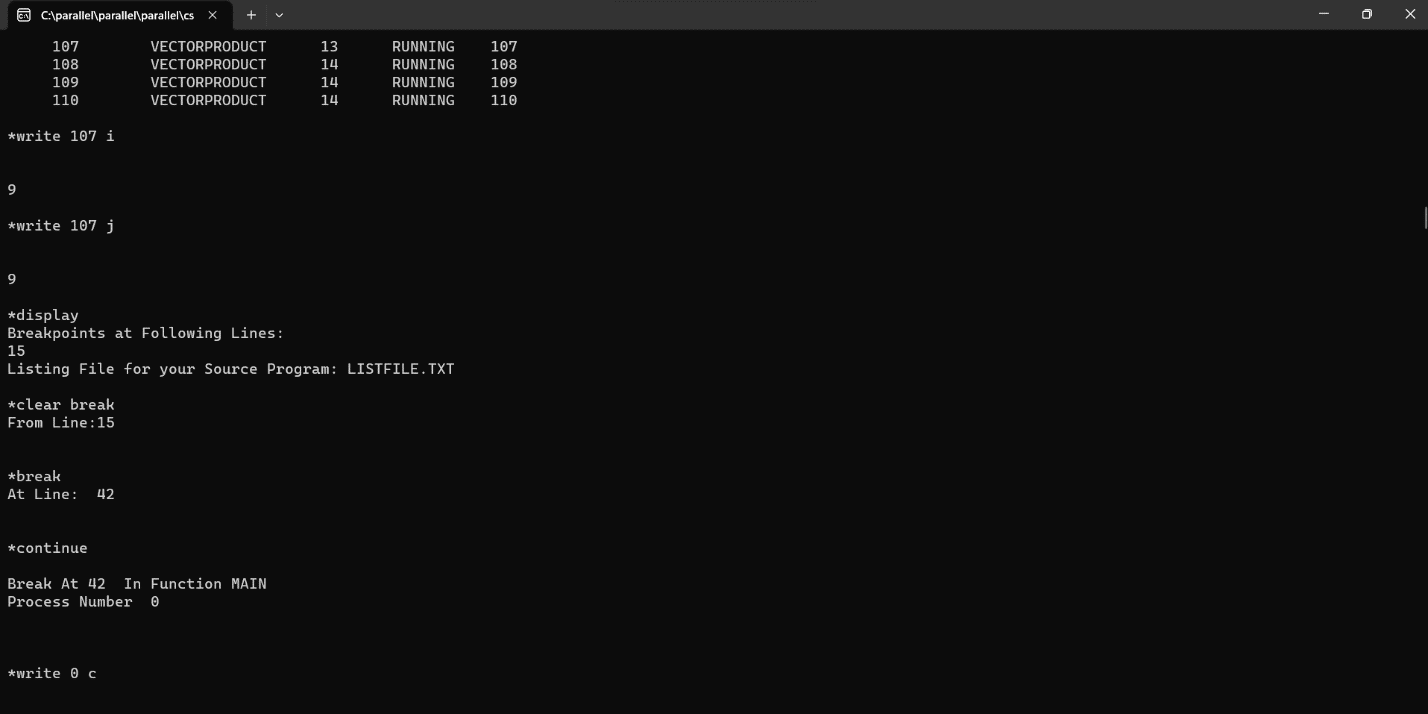 C:\parallel\parallel\parallel\cs
107 VECTORPRODUCT 13 RUNNING 107
108 VECTORPRODUCT 14 RUNNING 108
109 VECTORPRODUCT 14 RUNNING 109
110 VECTORPRODUCT 14 RUNNING 110
*write 107 i
9
*write 107 j
9
*display
Breakpoints at Following Lines:
15
Listing File for your Source Program: LISTFILE.TXT
*clear break
From Line:15
*break
At Line: 42
*continue
Break At 42 In Function MAIN
Process Number 0
*write 0 c